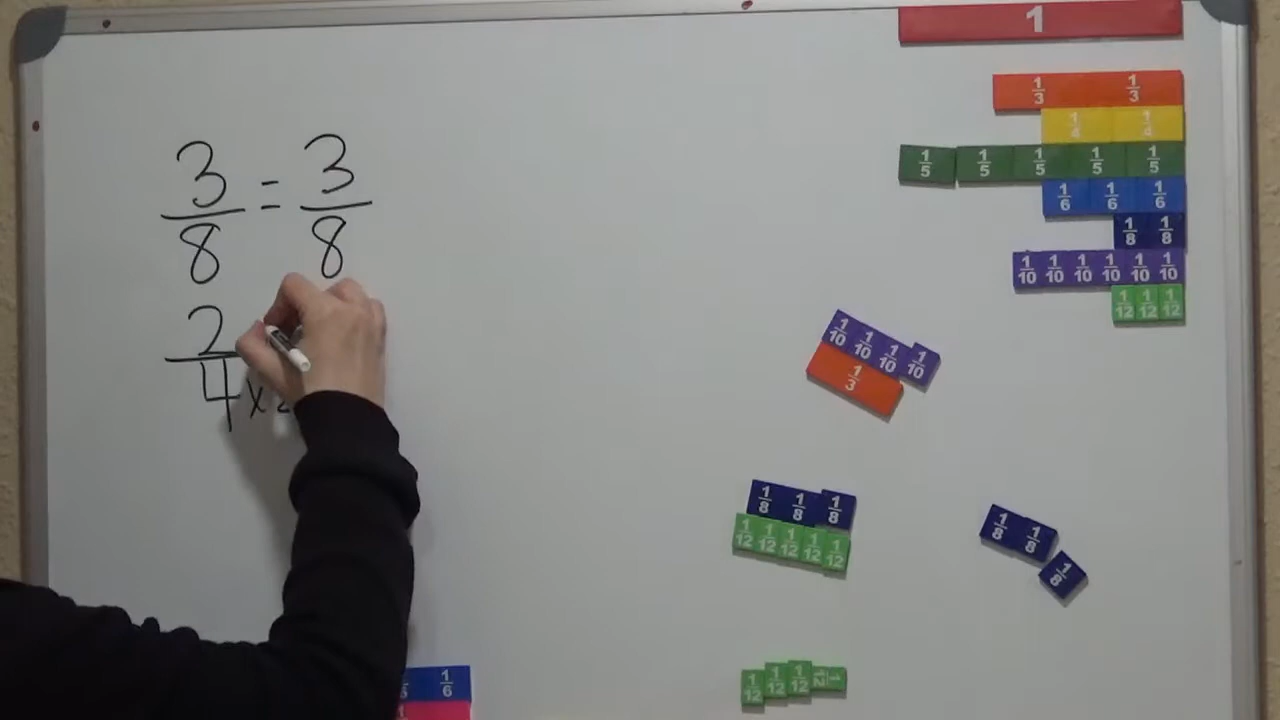 1
1/3 1/3
1/4 1/4
1/5 1/5 1/5 1/5 1/5
1/6 1/6 1/6
1/8 1/8
1/10 1/10 1/10 1/10 1/10 1/10
1/12 1/12 1/12
3/8 = 3/8
2/4 x 2
1/10 1/10 1/10 1/10
1/3
1/8 1/8 1/8
1/12 1/12 1/12 1/12 1/12
1/8 1/8 1/8
1/12 1/12 1/12 1/12
1/6